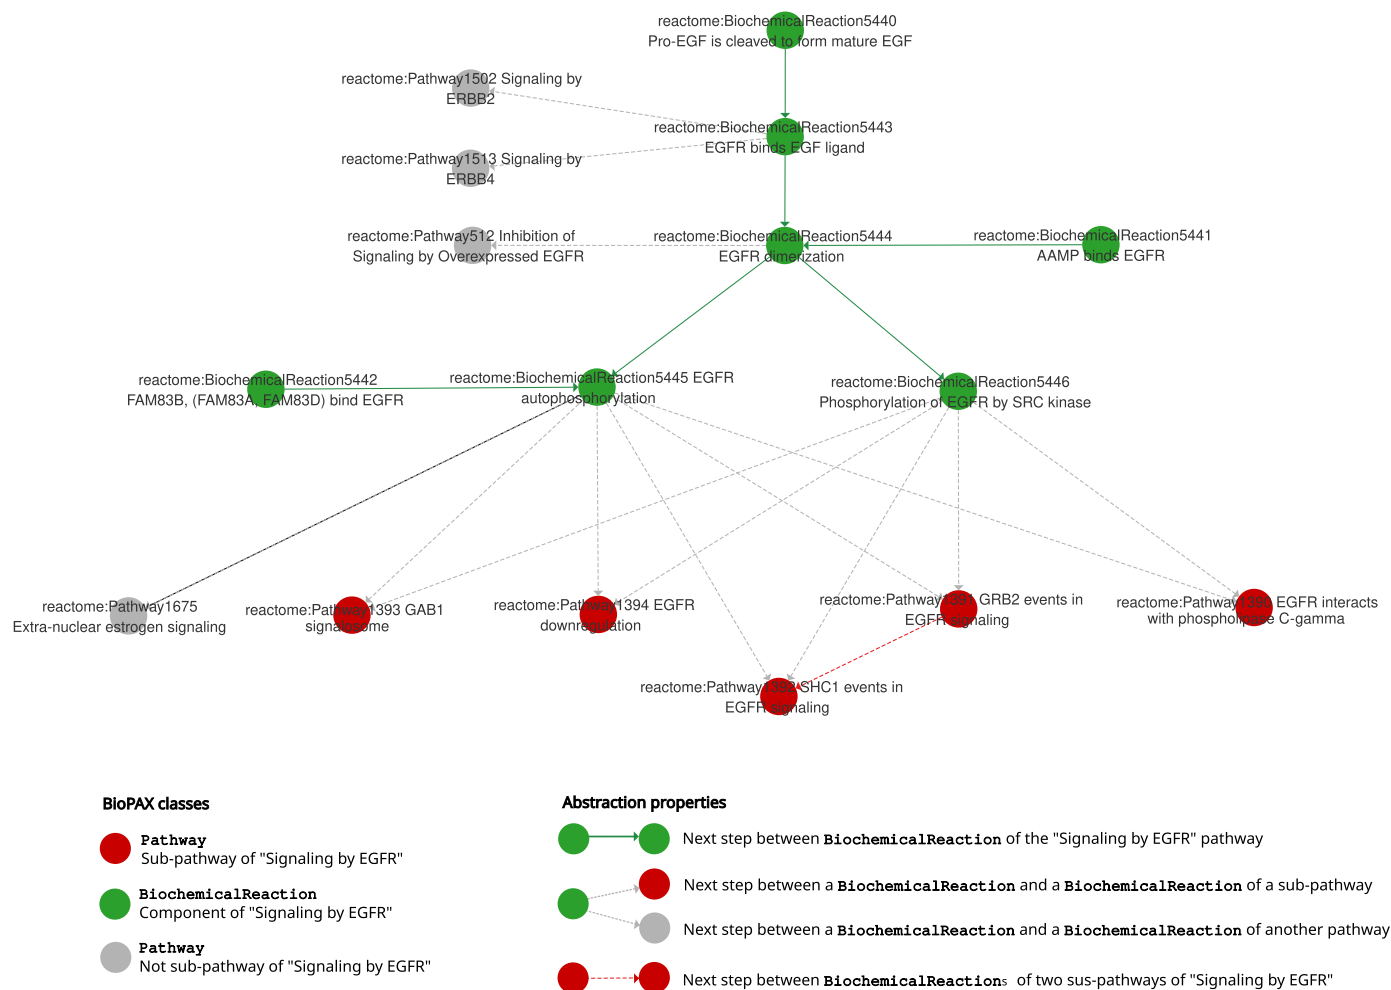 reactome:BiochemicalReaction5440
Pro-EGF is cleaved to form mature EGF
reactome:Pathway1502 Signaling by
ERBB2
reactome:BiochemicalReaction5443
EGFR binds EGF ligand
reactome:Pathway1513 Signaling by
ERBB4
reactome:Pathway512 Inhibition of
Signaling by Overexpressed EGFR
reactome:BiochemicalReaction5444
EGFR dimerization
reactome:BiochemicalReaction5441
AAMP binds EGFR
reactome:BiochemicalReaction5442
FAM83B, (FAM83A, FAM83D) bind EGFR
reactome:BiochemicalReaction5445 EGFR
autophosphorylation
reactome:BiochemicalReaction5446
Phosphorylation of EGFR by SRC kinase
reactome:Pathway1675
Extra-nuclear estrogen signaling
reactome:Pathway1393 GAB1
signalosome
reactome:Pathway1394 EGFR
downregulation
reactome:Pathway1391 GRB2 events in
EGFR signaling
reactome:Pathway1390 EGFR interacts
with phospholipase C-gamma
reactome:Pathway1392 SHC1 events in
EGFR signaling
BioPAX classes
Pathway
Sub-pathway of "Signaling by EGFR"
BiochemicalReaction
Component of "Signaling by EGFR"
Pathway
Not sub-pathway of "Signaling by EGFR"
Abstraction properties
Next step between BiochemicalReaction of the "Signaling by EGFR" pathway
Next step between a BiochemicalReaction and a BiochemicalReaction of a sub-pathway
Next step between a BiochemicalReaction and a BiochemicalReaction of another pathway
Next step between BiochemicalReactions of two sus-pathways of "Signaling by EGFR"